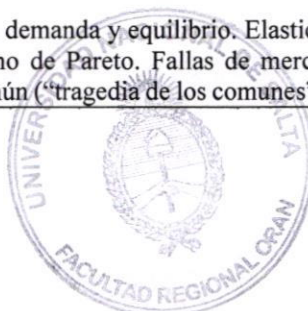 demanda y equilibrio. Elastic
no de Pareto. Fallas de merc
ún ("tragedia de los comunes"
UNIVERSIDAD NACIONAL DE SALTA
FACULTAD REGIONAL ORAN